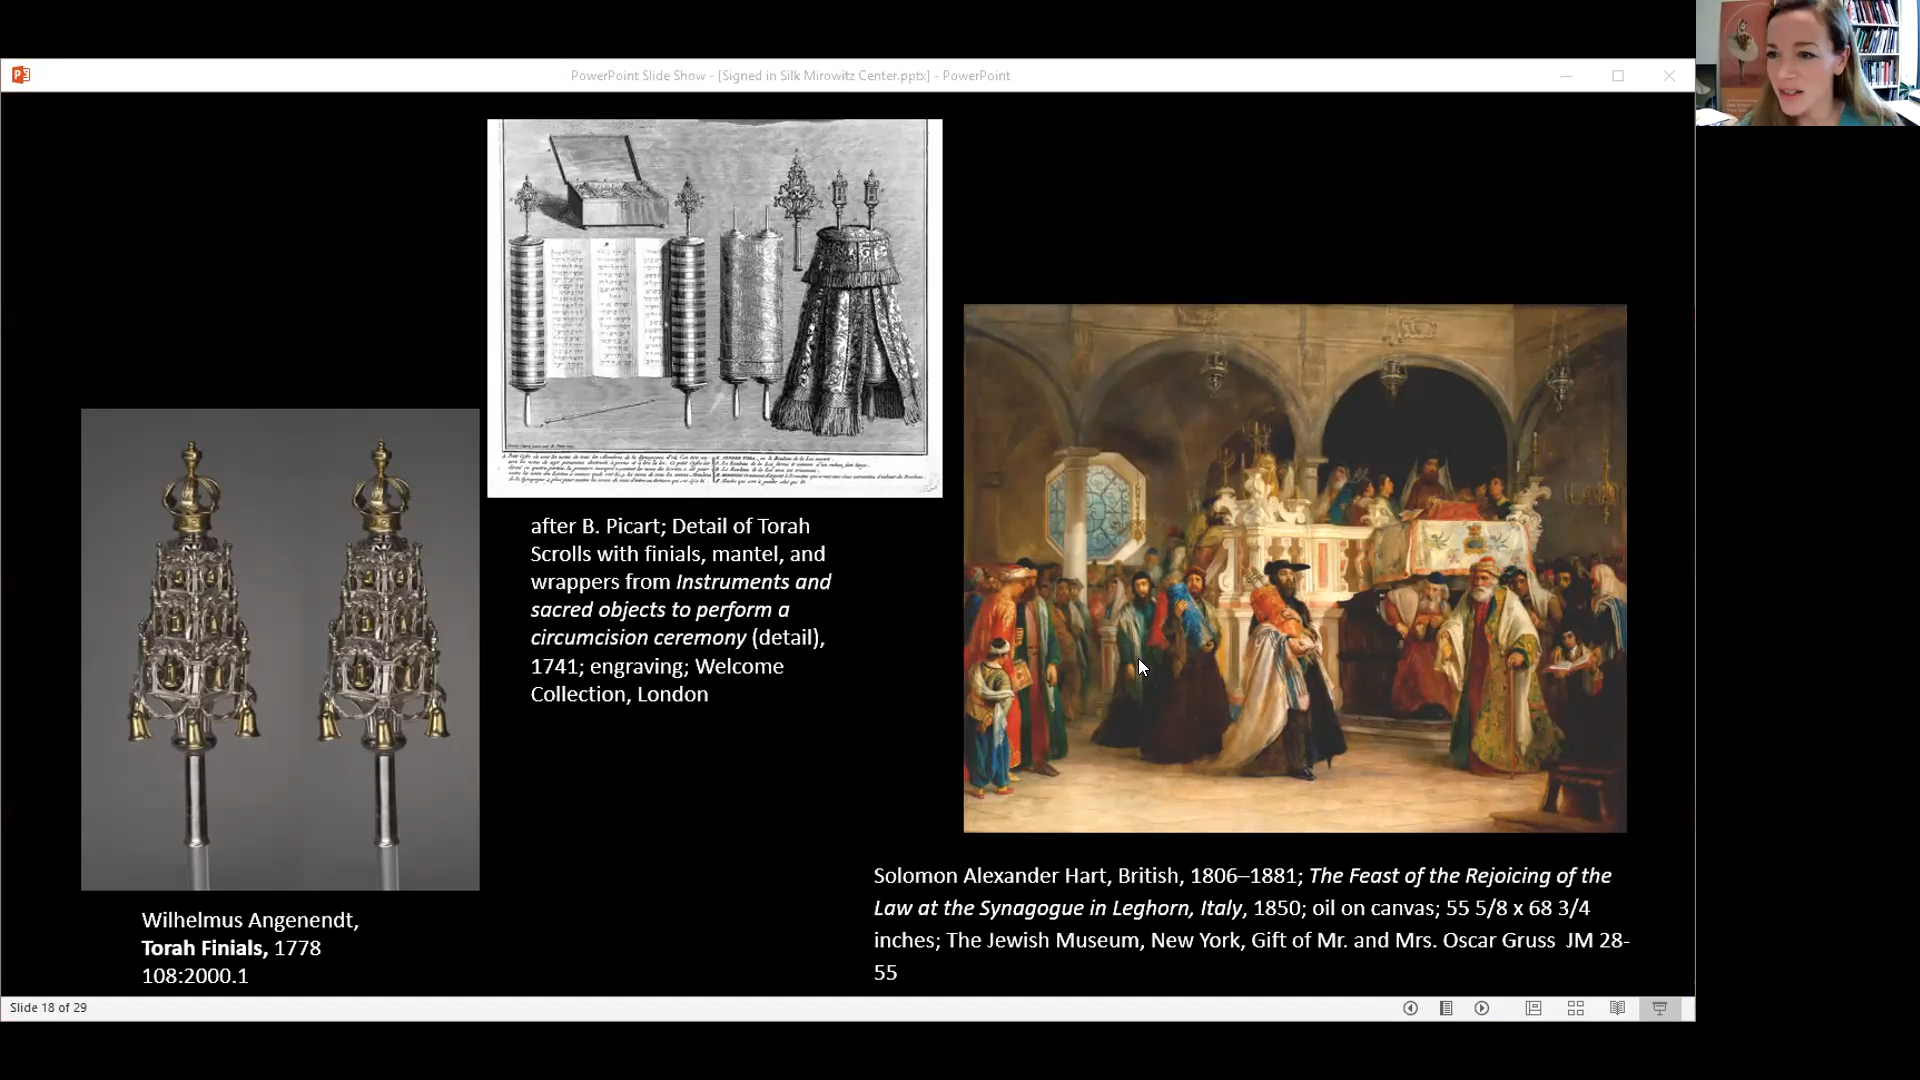 PowerPoint Slide Show - [Signed in Silk Mirowitz Center.pptx] - PowerPoint
after B. Picart; Detail of Torah
Scrolls with finials, mantel, and
wrappers from Instruments and
sacred objects to perform a
circumcision ceremony (detail),
1741; engraving; Welcome
Collection, London
Wilhelmus Angenendt,
Torah Finials, 1778
108:2000.1
Solomon Alexander Hart, British, 1806–1881; The Feast of the Rejoicing of the
Law at the Synagogue in Leghorn, Italy, 1850; oil on canvas; 55 5/8 x 68 3/4
inches; The Jewish Museum, New York, Gift of Mr. and Mrs. Oscar Gruss JM 28-
55
Slide 18 of 29